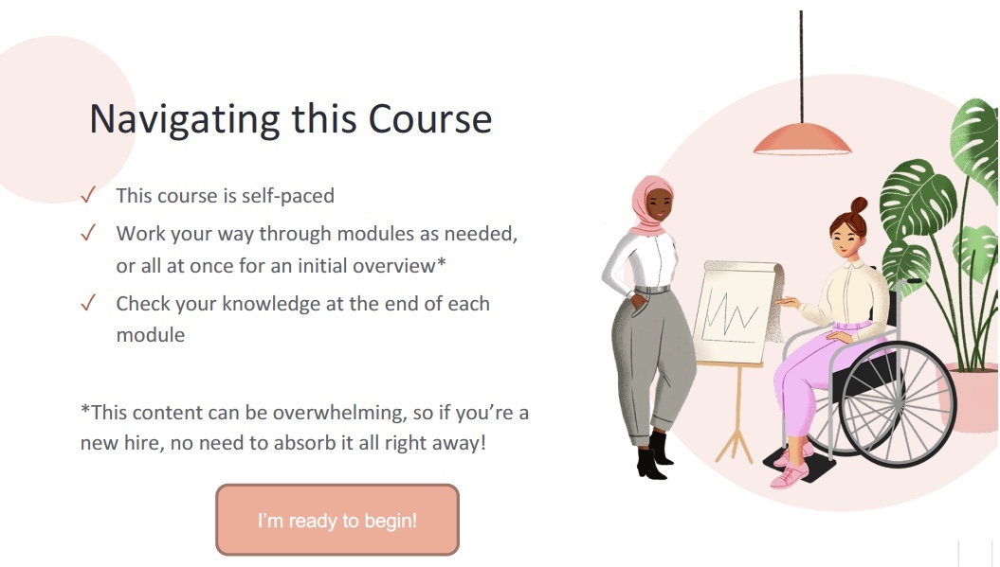 Navigating this Course
✓ This course is self-paced
✓ Work your way through modules as needed,
or all at once for an initial overview*
✓ Check your knowledge at the end of each
module
*This content can be overwhelming, so if you’re a
new hire, no need to absorb it all right away!
I’m ready to begin!